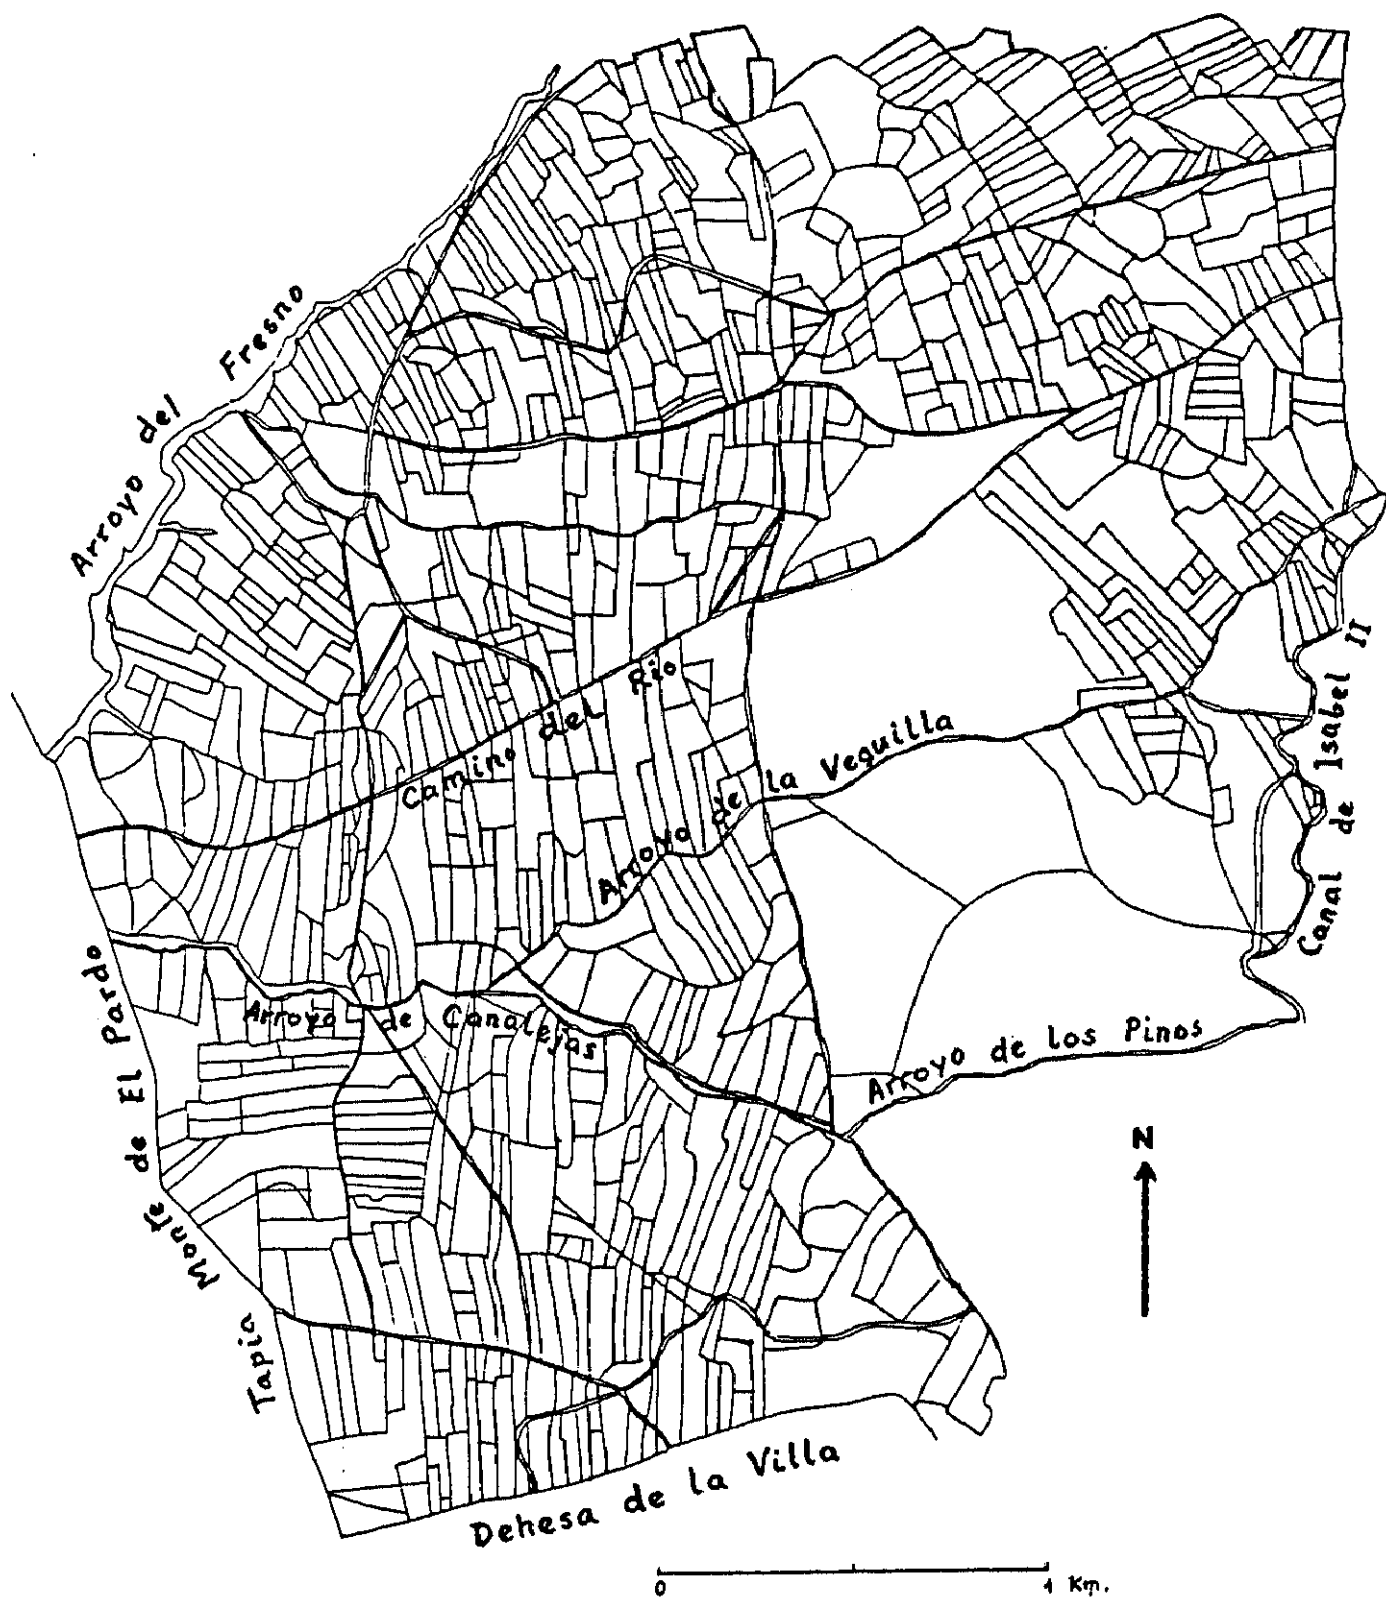 Arroyo del Fresno
Camino del Rio
Arroyo de la Veguilla
Canal de Isabel II
Arroyo de Canalejas
Arroyo de los Pinos
Tapia Monte de El Pardo
N
Dehesa de la Villa
0 1 Km.